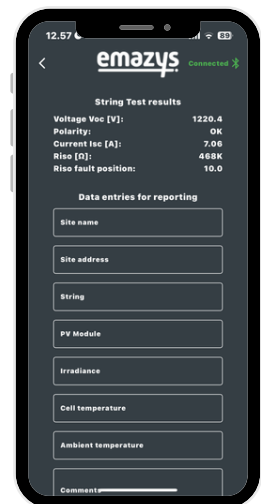 12.57
89
emazys
Connected
String Test results
Voltage Voc [V]: 1220.4
Polarity: OK
Current Isc [A]: 7.06
Riso [Ω]: 468K
Riso fault position: 10.0
Data entries for reporting
Site name
Site address
String
PV Module
Irradiance
Cell temperature
Ambient temperature
Comments